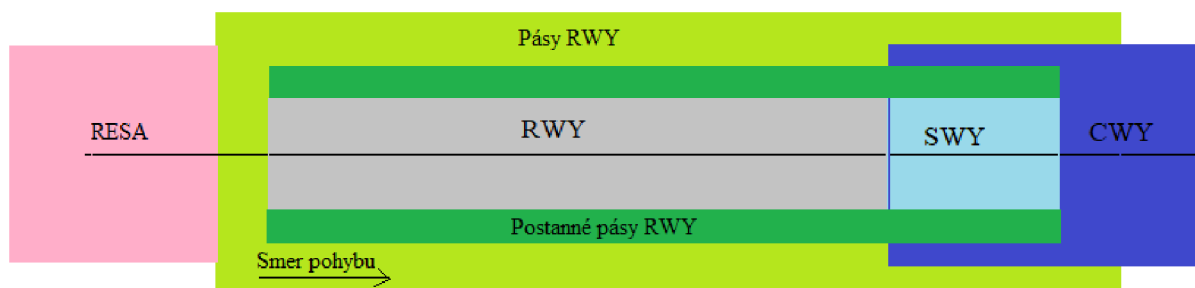 Pásy RWY
RESA
RWY
SWY
CWY
Postanné pásy RWY
Smer pohybu